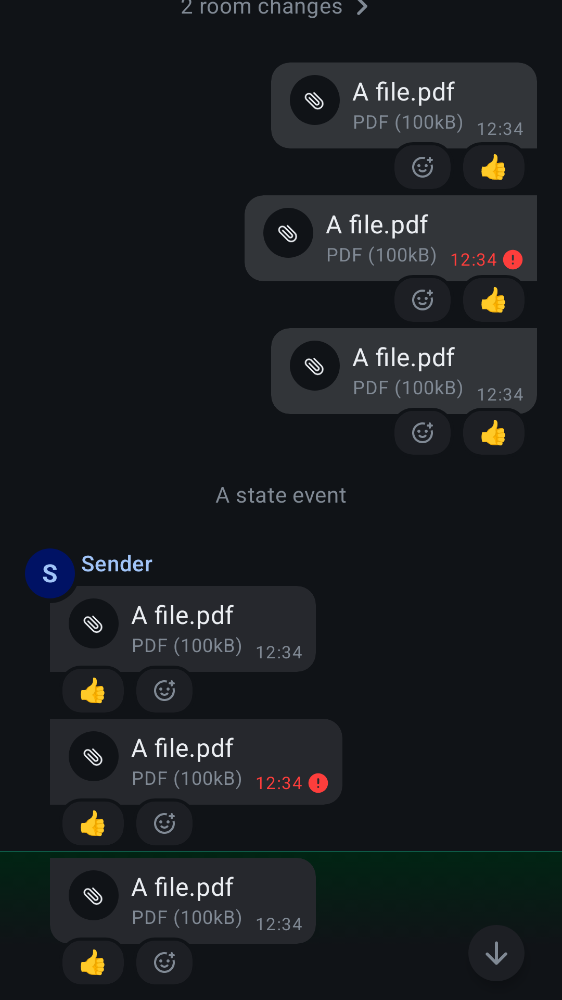 2 room changes
A file.pdf
PDF (100kB) 12:34
👍
A file.pdf
PDF (100kB) 12:34
👍
A file.pdf
PDF (100kB) 12:34
👍
A state event
S Sender
A file.pdf
PDF (100kB) 12:34
👍
A file.pdf
PDF (100kB) 12:34
👍
A file.pdf
PDF (100kB) 12:34
👍